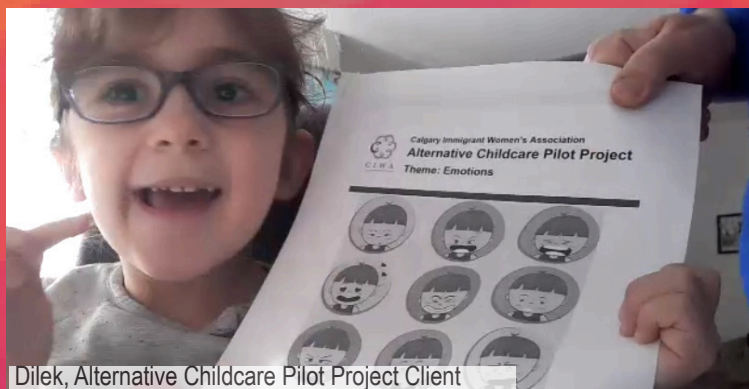 Calgary Immigrant Women's Association
Alternative Childcare Pilot Project
CIWA
Theme: Emotions
Dilek, Alternative Childcare Pilot Project Client